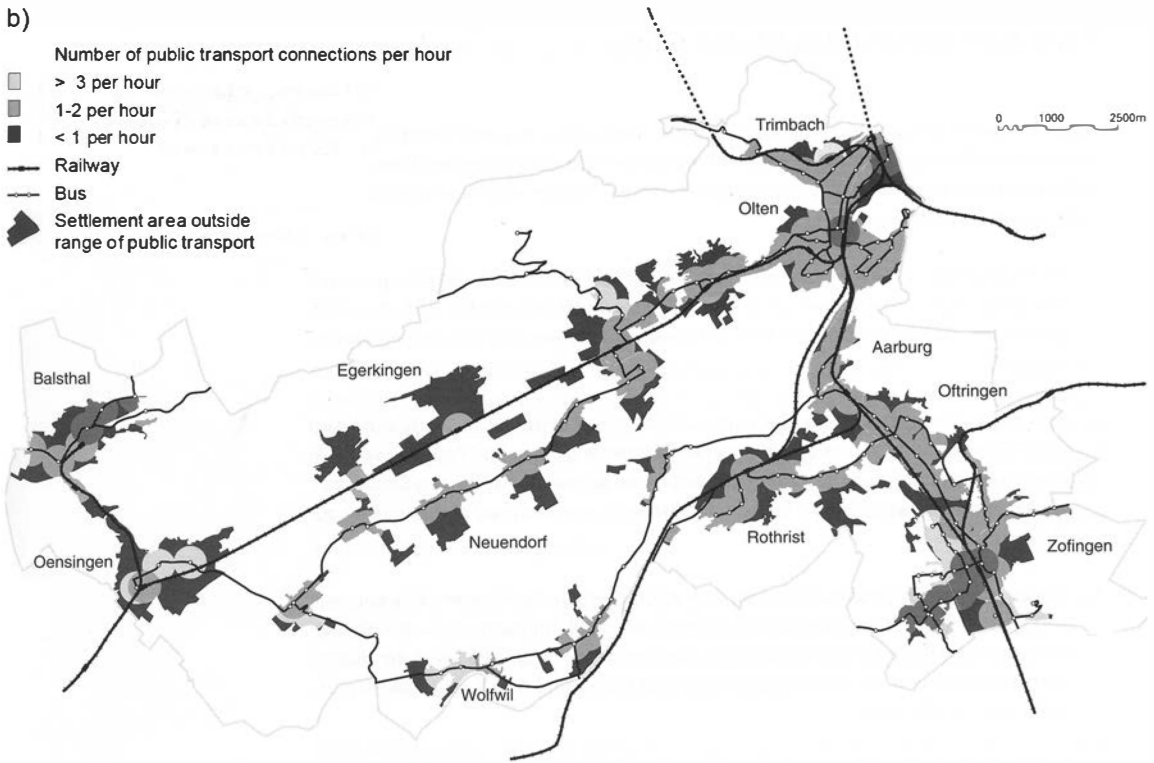 b)
Number of public transport connections per hour
> 3 per hour
1-2 per hour
< 1 per hour
Railway
Bus
Settlement area outside
range of public transport
0 1000 2500m
Trimbach
Olten
Aarburg
Oftringen
Egerkingen
Balsthal
Neuendorf
Oensingen
Rothrist
Zofingen
Wolfwil